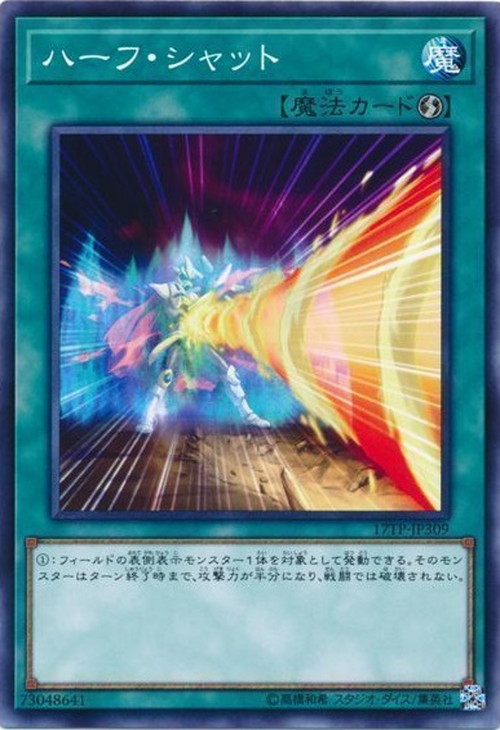 ハーフ・シャット
魔
【魔法カード】
17TP-JP309
①:フィールドの表側表示モンスター1体を対象として発動できる。そのモン
スターはターン終了時まで、攻撃力が半分になり、戦闘では破壊されない。
73048641
©高橋和希 スタジオ・ダイス/集英社